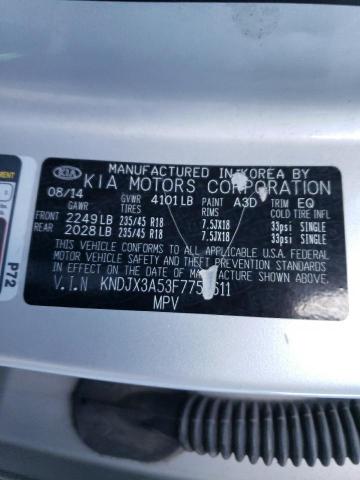 KIA
MANUFACTURED IN KOREA BY
KIA MOTORS CORPORATION
08/14 GVWR 4101LB PAINT A3D TRIM EQ
GAWR TIRES RIMS COLD TIRE INFL
FRONT 2249LB 235/45 R18 7.5JX18 33psi SINGLE
REAR 2028LB 235/45 R18 7.5JX18 33psi SINGLE
THIS VEHICLE CONFORMS TO ALL APPLICABLE U.S.A. FEDERAL
MOTOR VEHICLE SAFETY AND THEFT PREVENTION STANDARDS
IN EFFECT ON THE DATE OF MANUFACTURE SHOWN ABOVE.
V.I.N
MPV
P72